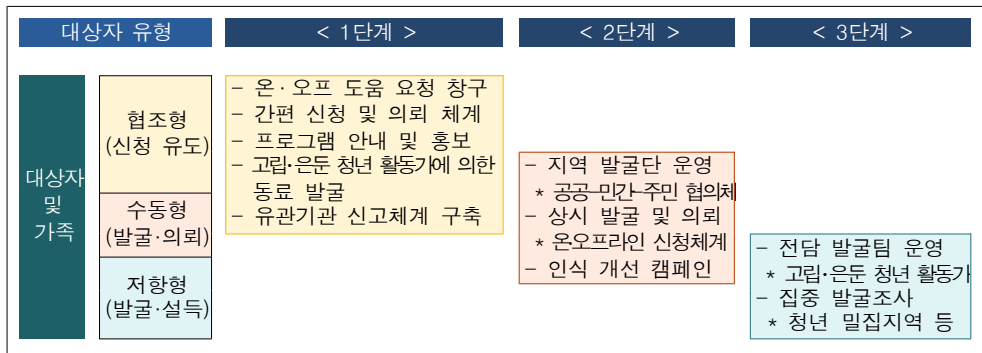 대상자 유형
< 1단계 >
< 2단계 >
< 3단계 >
대상자
및
가족
협조형
(신청 유도)
수동형
(발굴·의뢰)
저항형
(발굴·설득)
- 온·오프 도움 요청 창구
- 간편 신청 및 의뢰 체계
- 프로그램 안내 및 홍보
- 고립·은둔 청년 활동가에 의한
동료 발굴
- 유관기관 신고체계 구축
- 지역 발굴단 운영
* 공공-민간-주민 협의체
- 상시 발굴 및 의뢰
* 온·오프라인 신청체계
- 인식 개선 캠페인
- 전담 발굴팀 운영
* 고립·은둔 청년 활동가
- 집중 발굴조사
* 청년 밀집지역 등